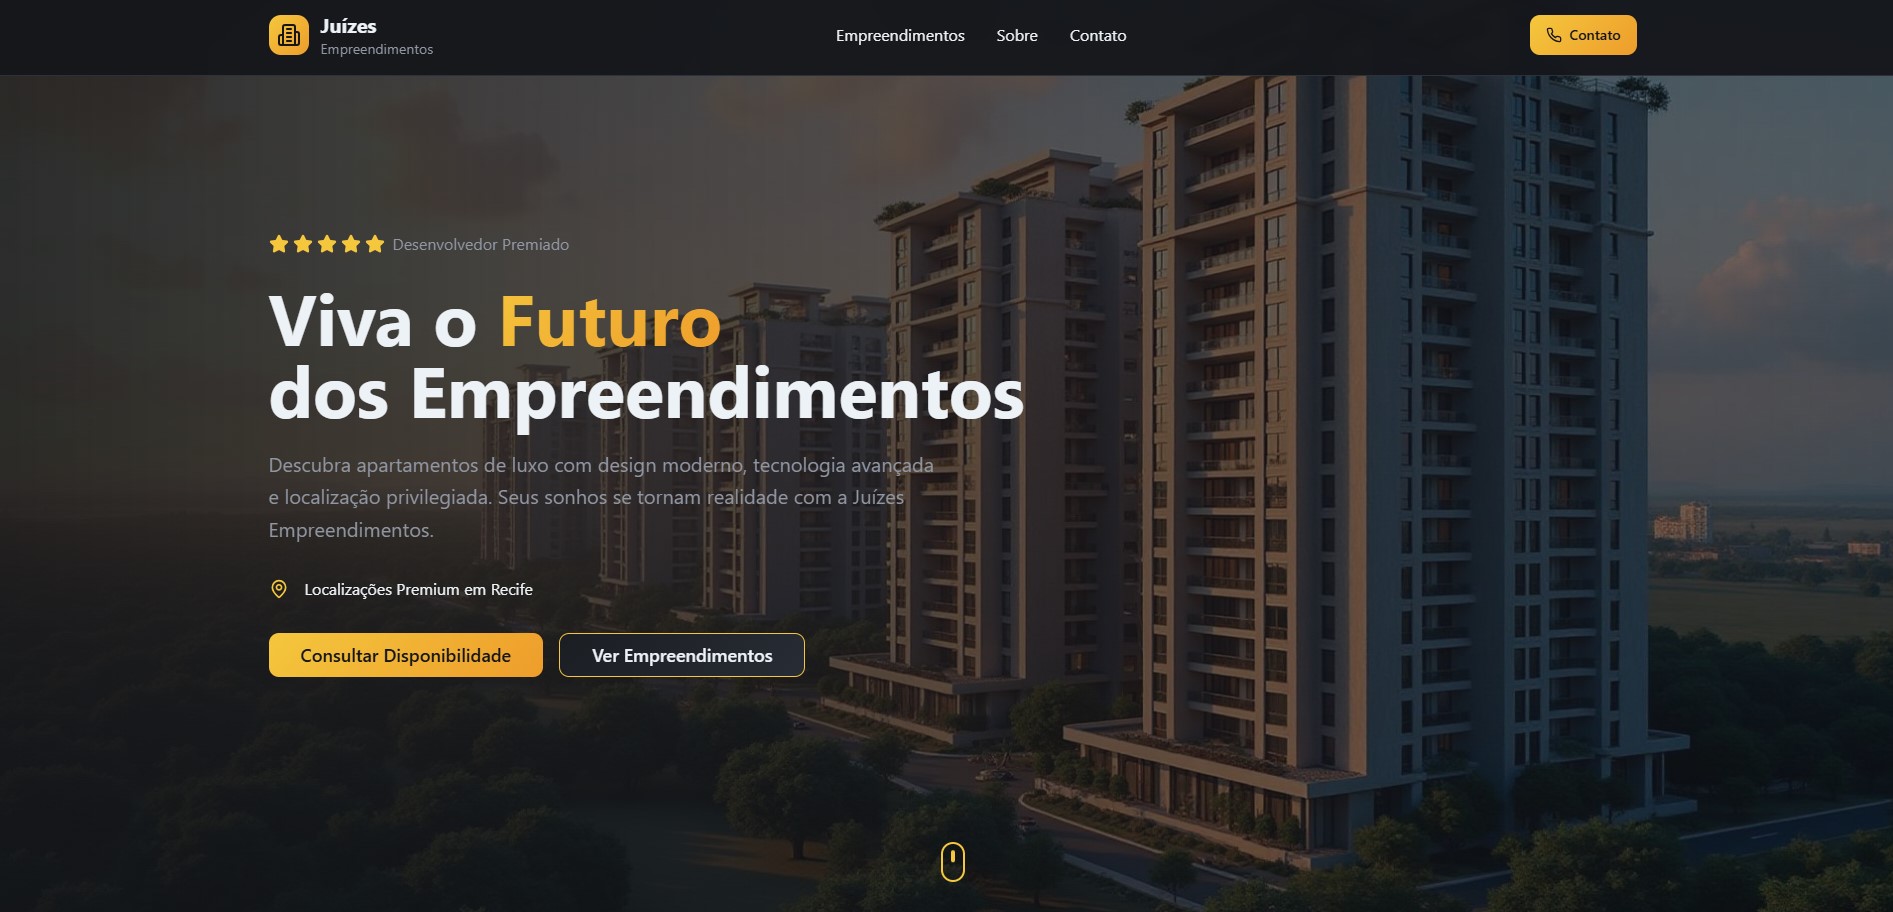 Juízes
Empreendimentos
Empreendimentos
Sobre
Contato
Contato
Desenvolvedor Premiado
Viva o Futuro
dos Empreendimentos
Descubra apartamentos de luxo com design moderno, tecnologia avançada
e localização privilegiada. Seus sonhos se tornam realidade com a Juízes
Empreendimentos.
Localizações Premium em Recife
Consultar Disponibilidade
Ver Empreendimentos